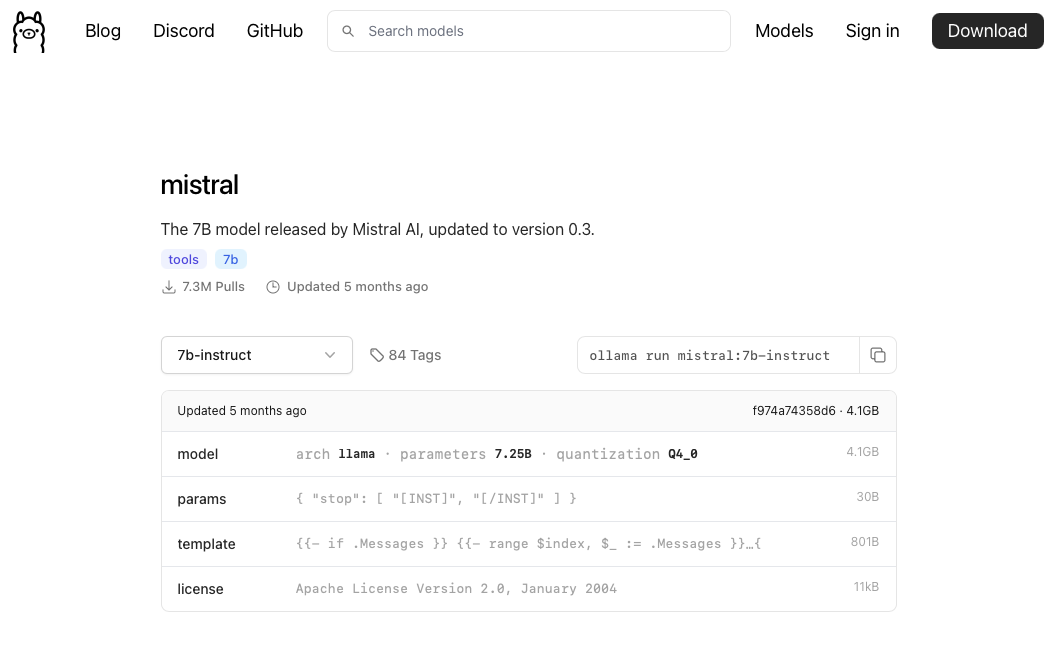 Blog Discord GitHub Search models Models Sign in Download
mistral
The 7B model released by Mistral AI, updated to version 0.3.
tools 7b
7.3M Pulls Updated 5 months ago
7b-instruct 84 Tags ollama run mistral:7b-instruct
Updated 5 months ago f974a74358d6 · 4.1GB
model arch llama · parameters 7.25B · quantization Q4_0 4.1GB
params { "stop": [ "[INST]", "[/INST]" ] } 30B
template {{- if .Messages }} {{- range $index, $_ := .Messages }}…{ 801B
license Apache License Version 2.0, January 2004 11kB